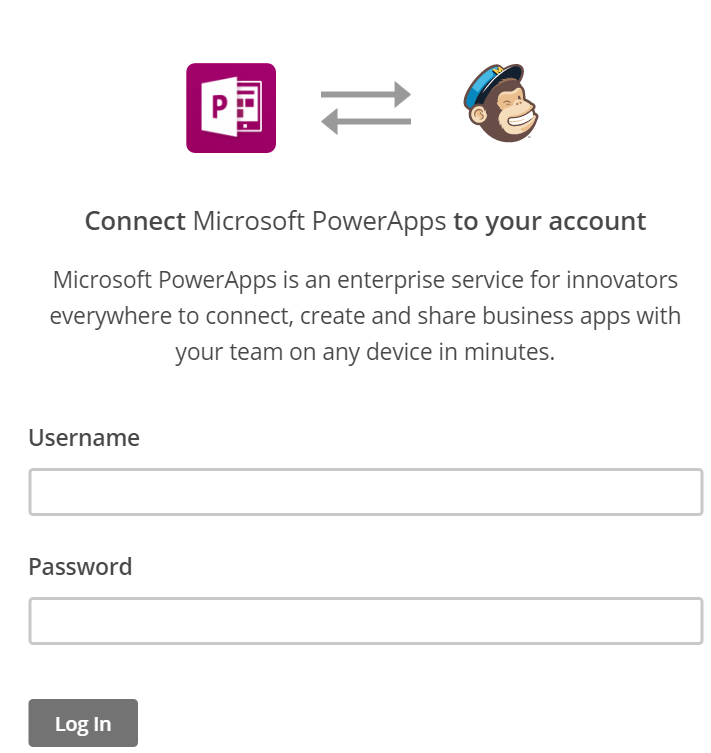 P
M
Connect Microsoft PowerApps to your account
Microsoft PowerApps is an enterprise service for innovators
everywhere to connect, create and share business apps with
your team on any device in minutes.
Username
Password
Log In